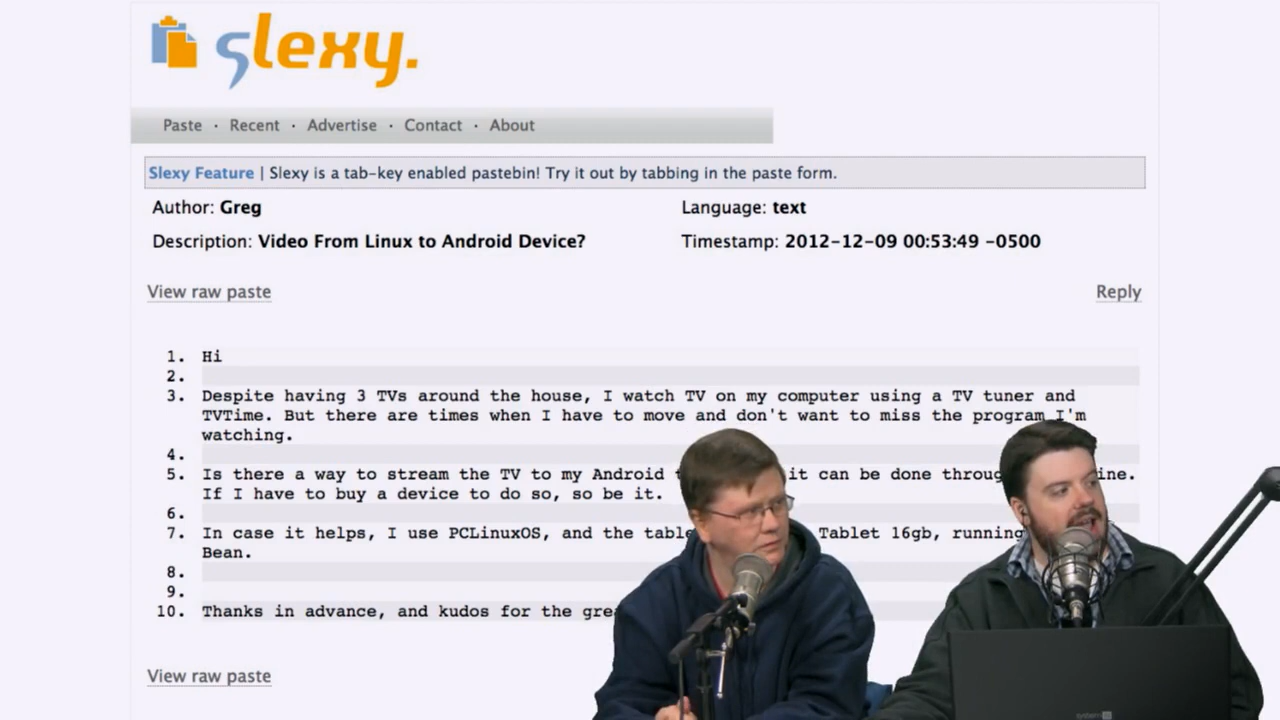 slexy.
Paste · Recent · Advertise · Contact · About
Slexy Feature | Slexy is a tab-key enabled pastebin! Try it out by tabbing in the paste form.
Author: Greg Language: text
Description: Video From Linux to Android Device? Timestamp: 2012-12-09 00:53:49 -0500
View raw paste Reply
1. Hi
2.
3. Despite having 3 TVs around the house, I watch TV on my computer using a TV tuner and
TVTime. But there are times when I have to move and don't want to miss the program I'm
watching.
4.
5. Is there a way to stream the TV to my Android it can be done
If I have to buy a device to do so, so be it.
6.
7. In case it helps, I use PCLinuxOS, and the Tablet 16gb, running
Bean.
8.
9.
10. Thanks in advance, and kudos for the
View raw paste